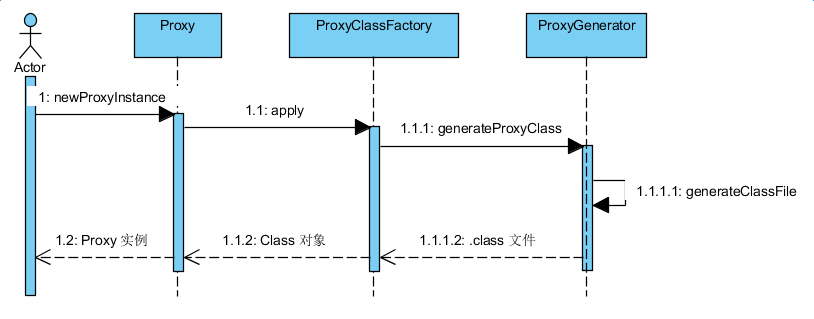 Proxy
ProxyClassFactory
ProxyGenerator
Actor
1: newProxyInstance
1.1: apply
1.1.1: generateProxyClass
1.1.1.1: generateClassFile
1.2: Proxy 实例
1.1.2: Class 对象
1.1.1.2: .class 文件